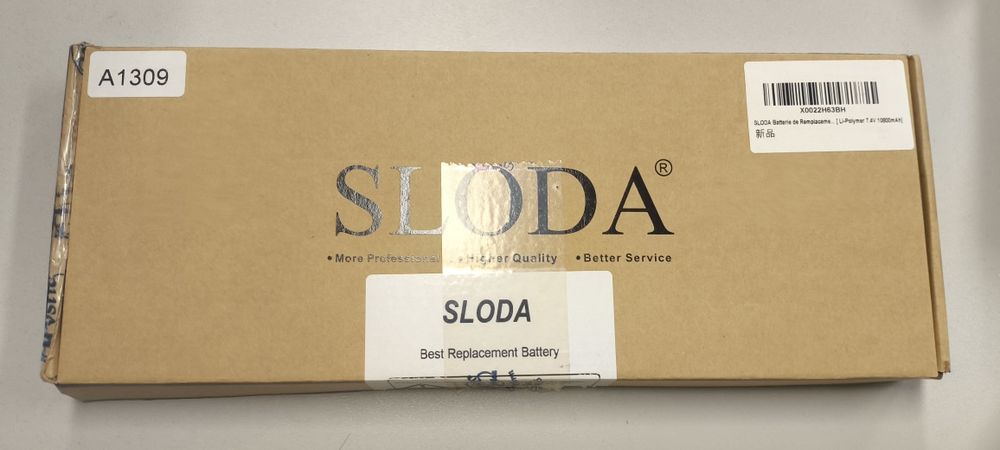 A1309
X0022H63BH
SLODA Batterie de Remplaceme... [ Li-Polymer 7.4V 10800mAh]
新品
SLODA®
•More Professional •Higher Quality •Better Service
SLODA
Best Replacement Battery